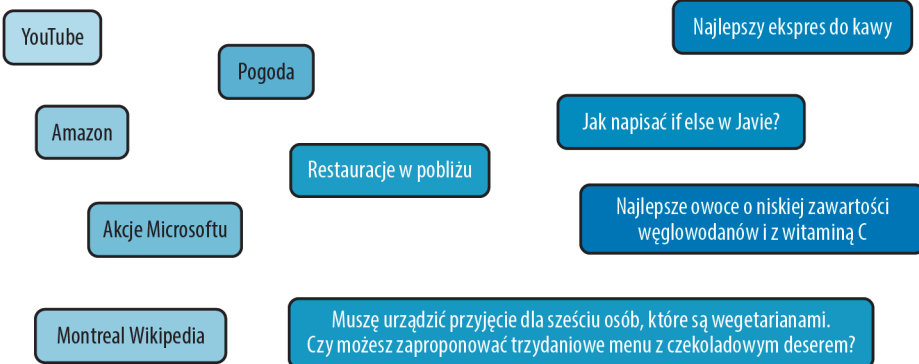 YouTube
Najlepszy ekspres do kawy
Pogoda
Amazon
Jak napisać if else w Javie?
Restauracje w pobliżu
Akcje Microsoftu
Najlepsze owoce o niskiej zawartości
węglowodanów i z witaminą C
Montreal Wikipedia
Muszę urządzić przyjęcie dla sześciu osób, które są wegetarianami.
Czy możesz zaproponować trzydaniowe menu z czekoladowym deserem?